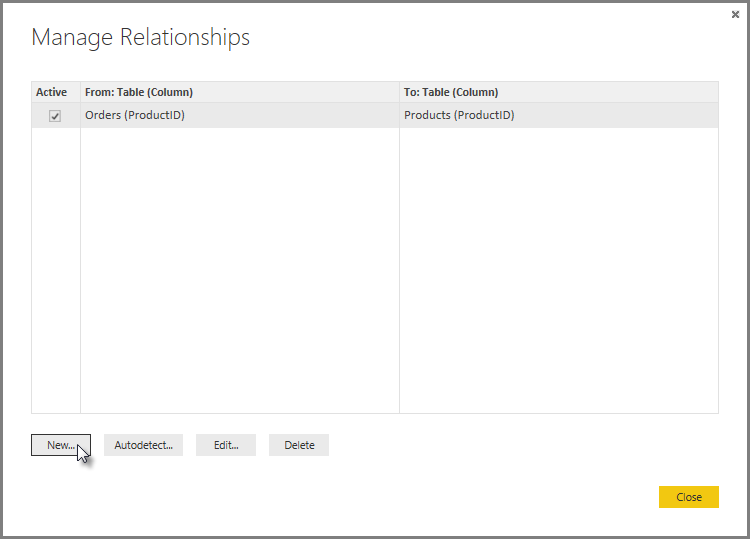 Manage Relationships
Active From: Table (Column) To: Table (Column)
Orders (ProductID) Products (ProductID)
New... Autodetect... Edit... Delete
Close